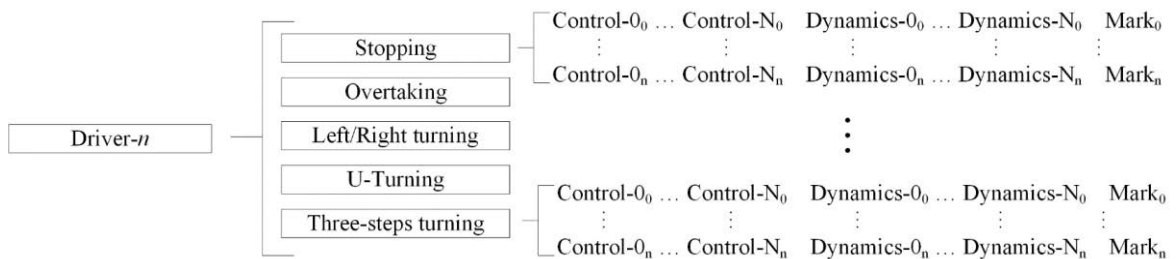 Control-0₀ … Control-N₀ Dynamics-0₀ … Dynamics-N₀ Mark₀
Stopping
Control-0ₙ … Control-Nₙ Dynamics-0ₙ … Dynamics-Nₙ Markₙ
Overtaking
Driver-n
Left/Right turning
U-Turning
Control-0₀ … Control-N₀ Dynamics-0₀ … Dynamics-N₀ Mark₀
Three-steps turning
Control-0ₙ … Control-Nₙ Dynamics-0ₙ … Dynamics-Nₙ Markₙ